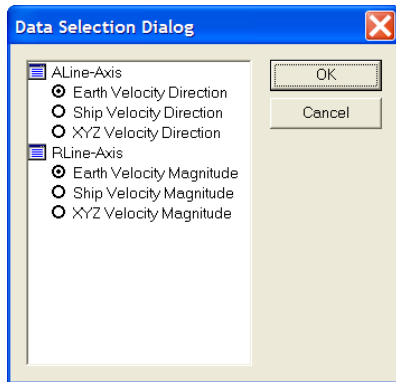 Data Selection Dialog
ALine-Axis
Earth Velocity Direction
Ship Velocity Direction
XYZ Velocity Direction
RLine-Axis
Earth Velocity Magnitude
Ship Velocity Magnitude
XYZ Velocity Magnitude
OK
Cancel